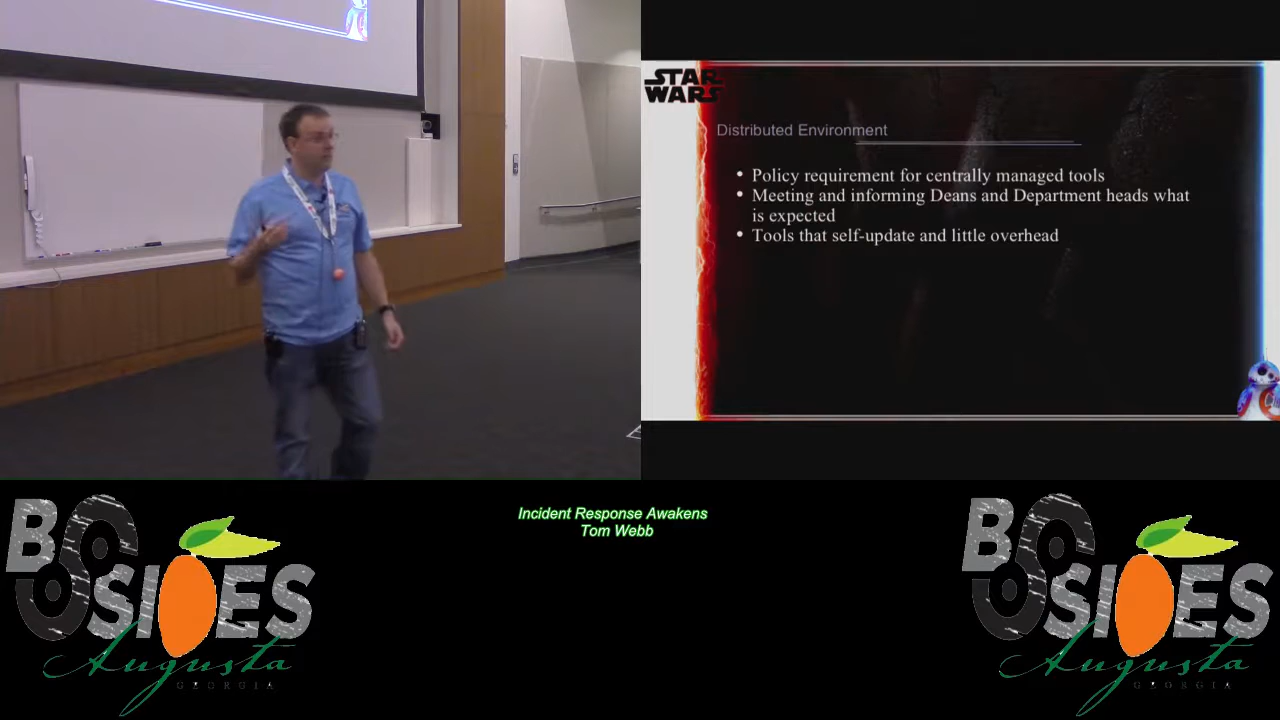 STAR
WARS
Distributed Environment
• Policy requirement for centrally managed tools
• Meeting and informing Deans and Department heads what
is expected
• Tools that self-update and little overhead
Incident Response Awakens
Tom Webb
BSIDES
Augusta
GEORGIA
BSIDES
Augusta
GEORGIA